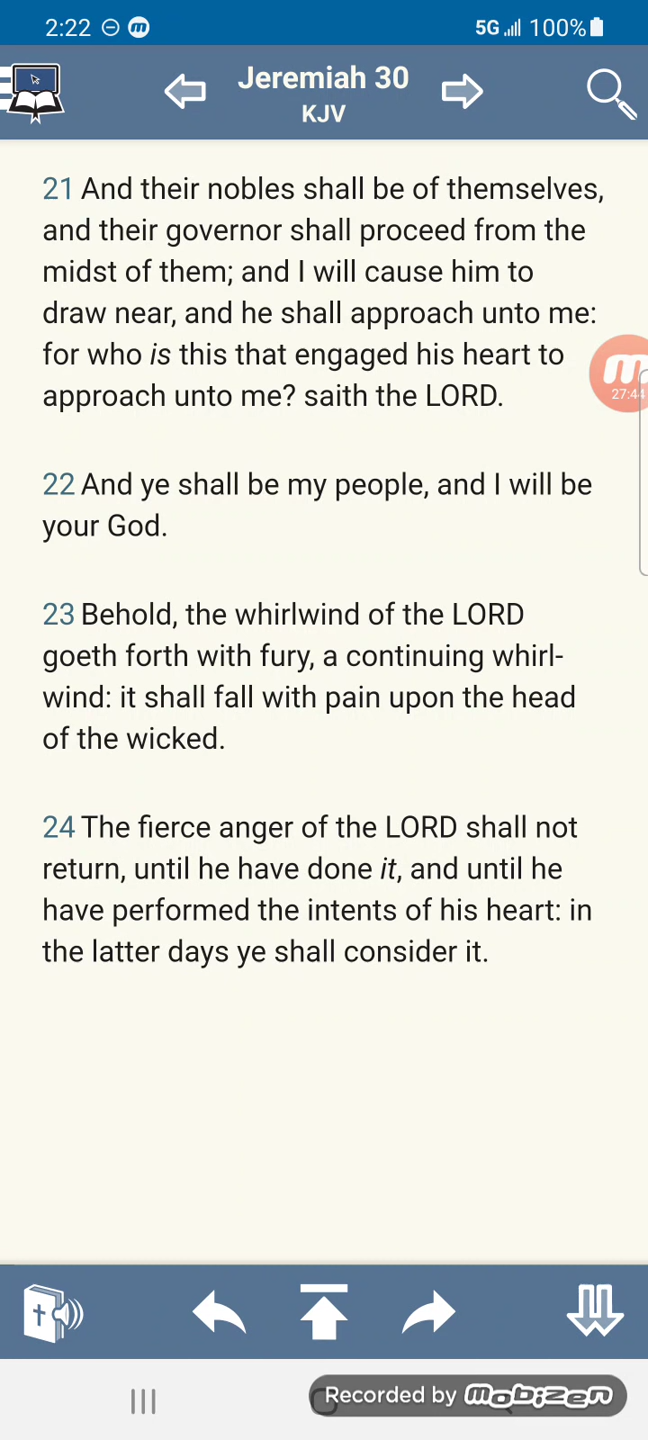 2:22
5G 100%
Jeremiah 30
KJV
21 And their nobles shall be of themselves,
and their governor shall proceed from the
midst of them; and I will cause him to
draw near, and he shall approach unto me:
for who is this that engaged his heart to
approach unto me? saith the LORD.
22 And ye shall be my people, and I will be
your God.
23 Behold, the whirlwind of the LORD
goeth forth with fury, a continuing whirl-
wind: it shall fall with pain upon the head
of the wicked.
24 The fierce anger of the LORD shall not
return, until he have done it, and until he
have performed the intents of his heart: in
the latter days ye shall consider it.
27:44
Recorded by mobizen